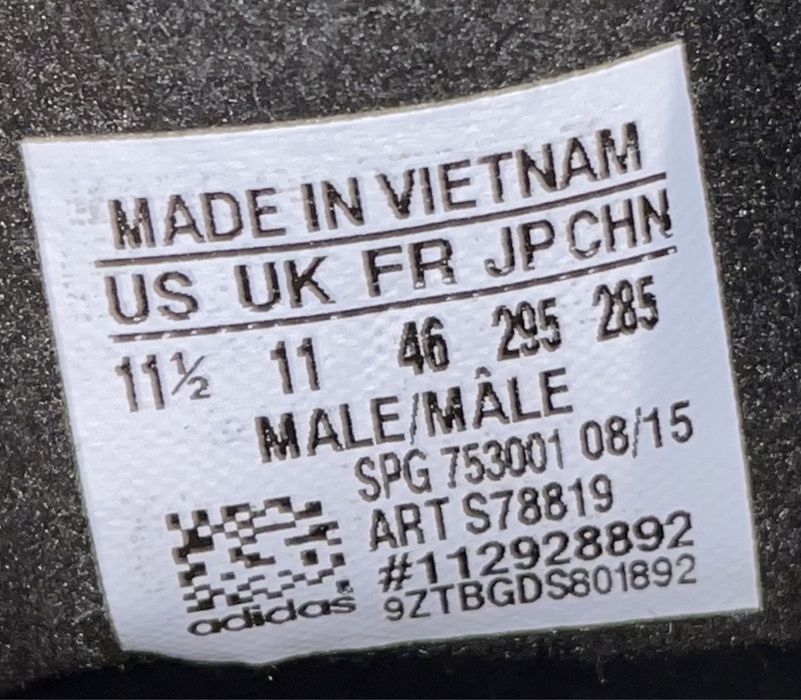 MADE IN VIETNAM
US UK FR JP CHN
11½ 11 46 295 285
MALE/MÂLE
SPG 753001 08/15
ART S78819
#112928892
9ZTBGDS801892
adidas